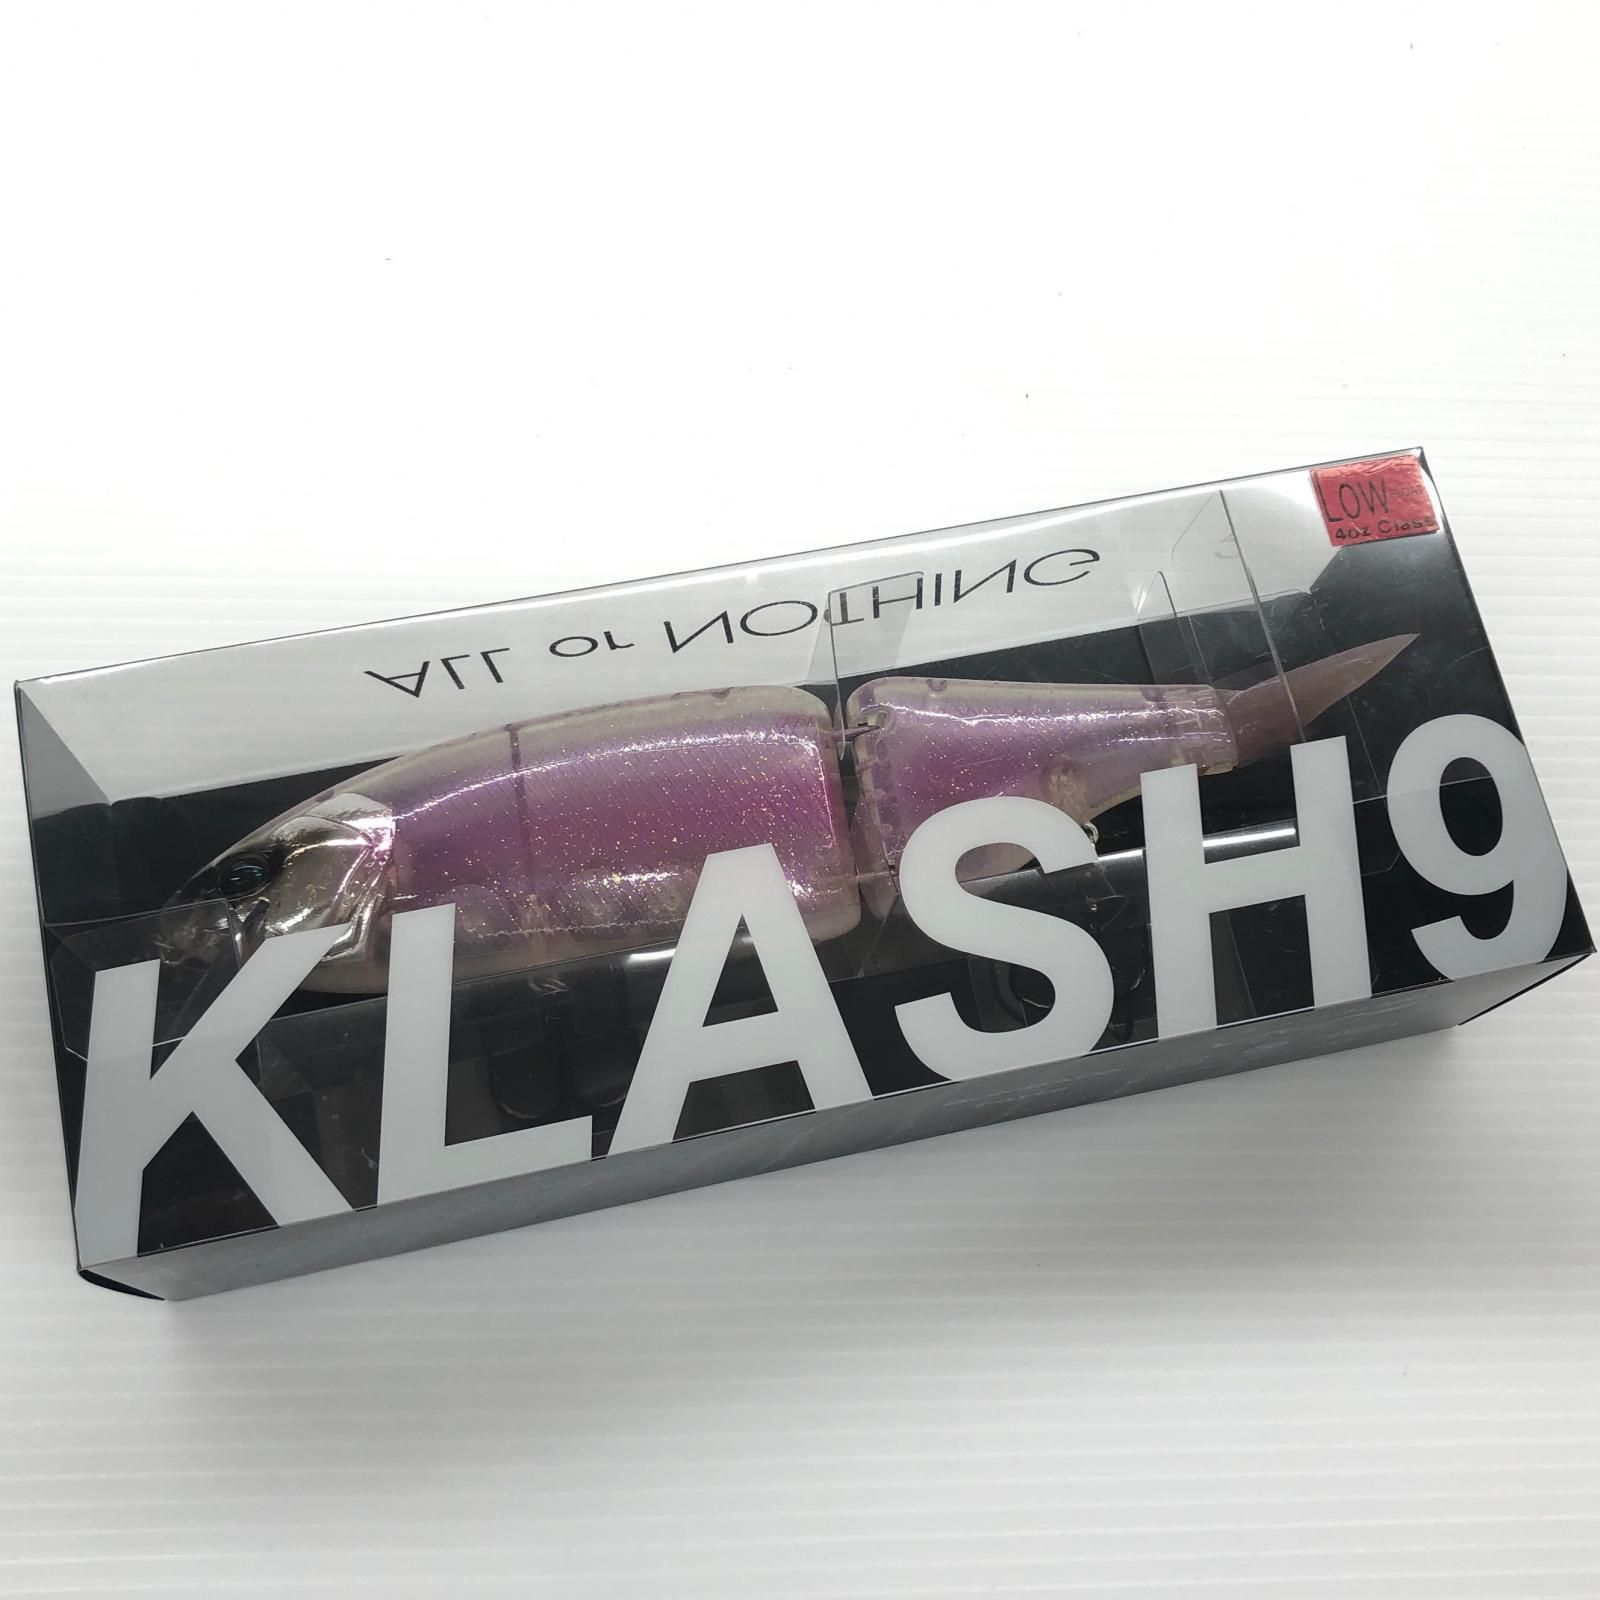 ALL or NOTHING
LOW
4oz Class
KLASH9